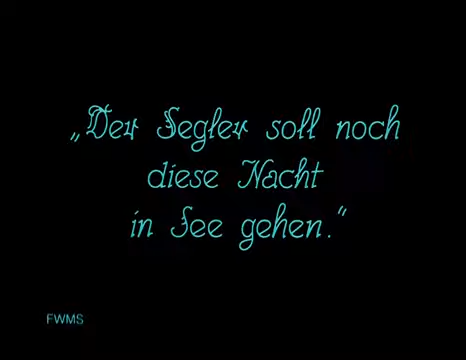 „Der Segler soll noch
diese Nacht
in See gehen.“
FWMS